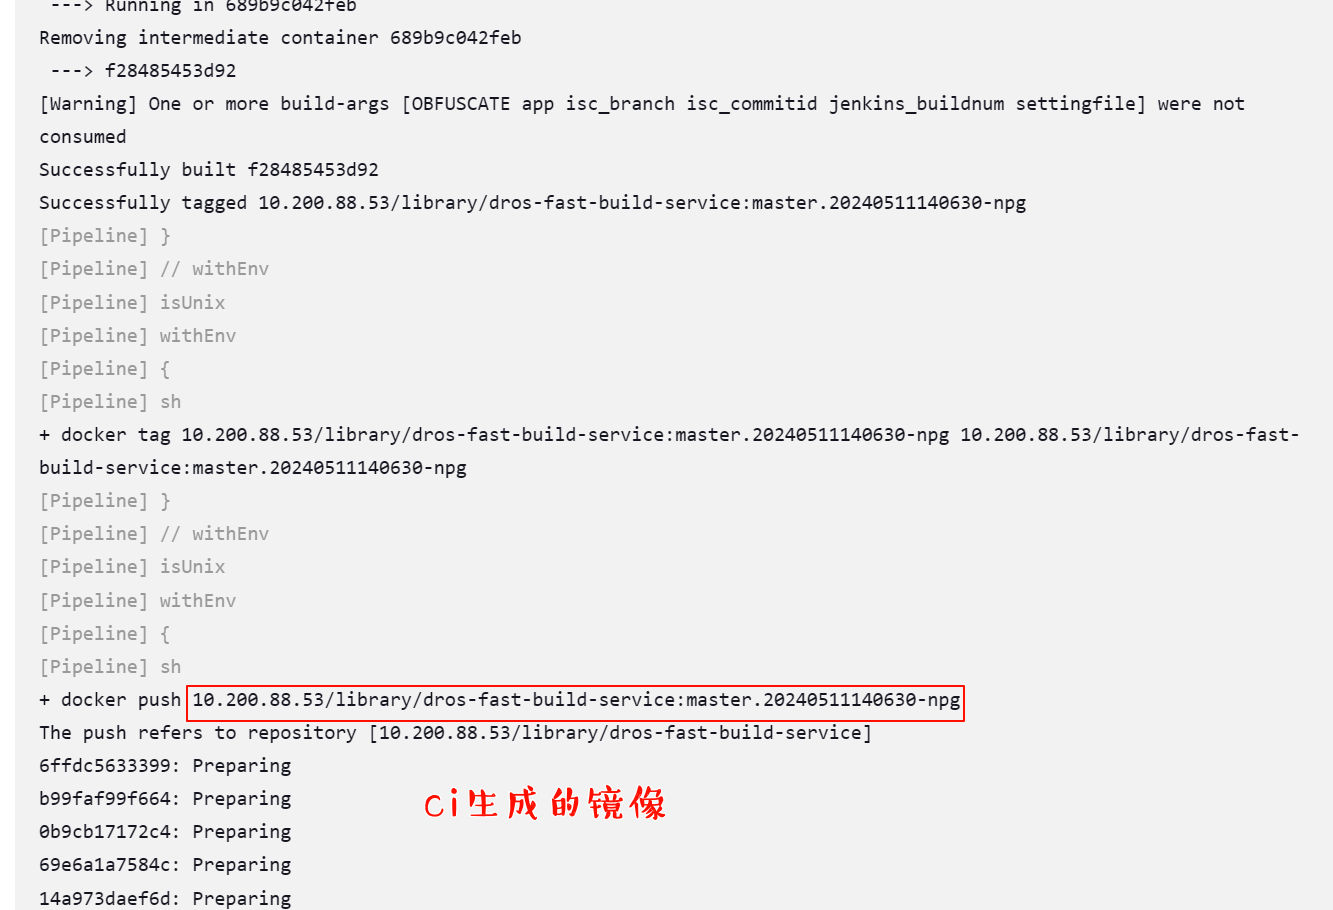 ---> Running in 689b9c042feb
Removing intermediate container 689b9c042feb
---> f28485453d92
[Warning] One or more build-args [OBFUSCATE app isc_branch isc_commitid jenkins_buildnum settingfile] were not
consumed
Successfully built f28485453d92
Successfully tagged 10.200.88.53/library/dros-fast-build-service:master.20240511140630-npg
[Pipeline] }
[Pipeline] // withEnv
[Pipeline] isUnix
[Pipeline] withEnv
[Pipeline] {
[Pipeline] sh
+ docker tag 10.200.88.53/library/dros-fast-build-service:master.20240511140630-npg 10.200.88.53/library/dros-fast-
build-service:master.20240511140630-npg
[Pipeline] }
[Pipeline] // withEnv
[Pipeline] isUnix
[Pipeline] withEnv
[Pipeline] {
[Pipeline] sh
+ docker push 10.200.88.53/library/dros-fast-build-service:master.20240511140630-npg
The push refers to repository [10.200.88.53/library/dros-fast-build-service]
6ffdc5633399: Preparing
b99faf99f664: Preparing
ci生成的镜像
0b9cb17172c4: Preparing
69e6a1a7584c: Preparing
14a973daef6d: Preparing